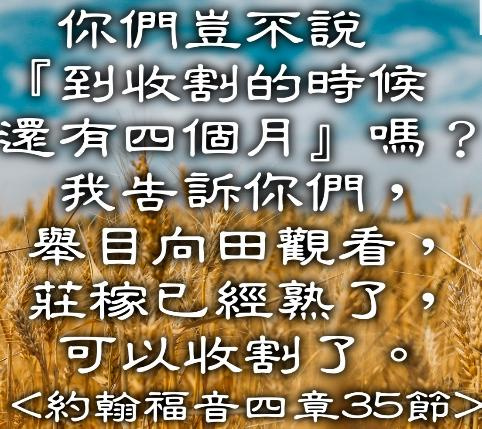 你們豈不說
『到收割的時候
還有四個月』嗎？
我告訴你們，
舉目向田觀看，
莊稼已經熟了，
可以收割了。
<約翰福音四章35節>